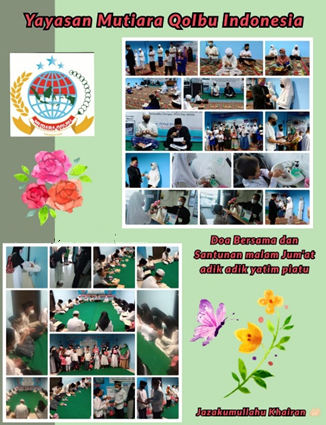 Yayasan Mutiara Qolbu Indonesia
Doa Bersama dan
Santunan malam Jum'at
adik adik yatim piatu
Jazakumullahu Khairan